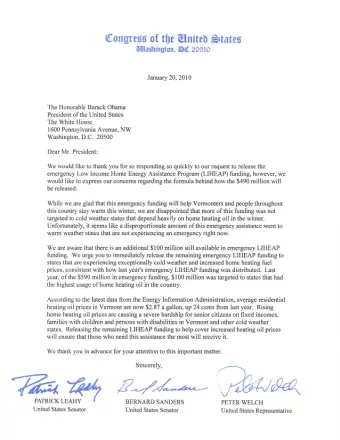 Congress of the United States
Washington, DC 20510
January 20, 2010
The Honorable Barack Obama
President of the United States
The White House
1600 Pennsylvania Avenue, NW
Washington, D.C. 20500
Dear Mr. President:
We would like to thank you for so responding so quickly to our request to release the
emergency Low Income Home Energy Assistance Program (LIHEAP) funding, however, we
would like to express our concerns regarding the formula behind how the $490 million will
be released.
While we are glad that this emergency funding will help Vermonters and people throughout
this country stay warm this winter, we are disappointed that more of this funding was not
targeted to cold weather states that depend heavily on home heating oil in the winter.
Unfortunately, it seems like a disproportionate amount of this emergency assistance went to
warm weather states that are not experiencing an emergency right now.
We are aware that there is an additional $100 million still available in emergency LIHEAP
funding. We urge you to immediately release the remaining emergency LIHEAP funding to
states that are experiencing exceptionally cold weather and increased home heating fuel
prices, consistent with how last year's emergency LIHEAP funding was distributed. Last
year, of the $590 million in emergency funding, $100 million was targeted to states that had
the highest usage of home heating oil in the country.
According to the latest data from the Energy Information Administration, average residential
heating oil prices in Vermont are now $2.87 a gallon, up 24 cents from last year. Rising
home heating oil prices are causing a severe hardship for senior citizens on fixed incomes,
families with children and persons with disabilities in Vermont and other cold weather
states. Releasing the remaining LIHEAP funding to help cover increased heating oil prices
will ensure that those who need this assistance the most will receive it.
We thank you in advance for your attention to this important matter.
Sincerely,
Patrick Leahy Bernard Sanders Peter Welch
PATRICK LEAHY BERNARD SANDERS PETER WELCH
United States Senator United States Senator United States Representative